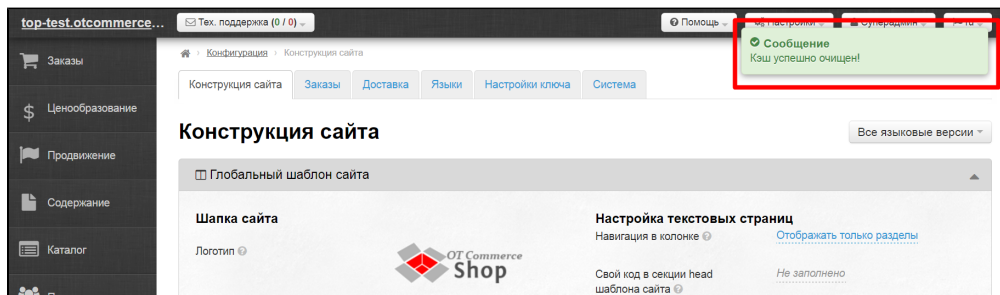 top-test.otcommerce...
Тех. поддержка (0 / 0)
Помощь
Настройки
Суперадмин
Сообщение
Кэш успешно очищен!
Заказы
Ценообразование
Продвижение
Содержание
Каталог
Конфигурация › Конструкция сайта
Конструкция сайта Заказы Доставка Языки Настройки ключа Система
Конструкция сайта
Все языковые версии
Глобальный шаблон сайта
Шапка сайта
Логотип
OT Commerce
Shop
Настройка текстовых страниц
Навигация в колонке
Отображать только разделы
Свой код в секции head
шаблона сайта
Не заполнено